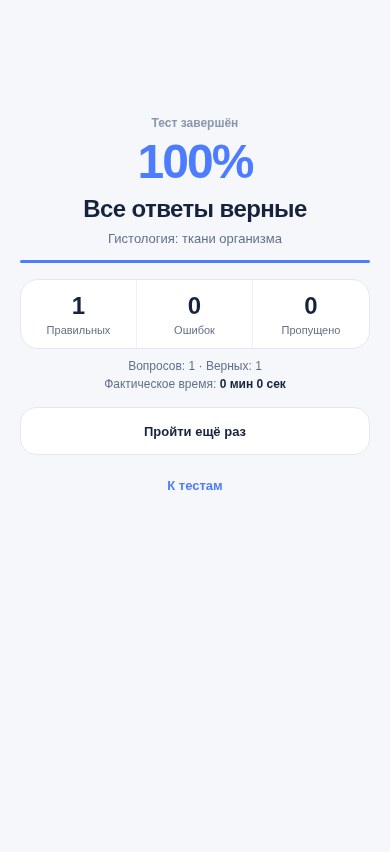 Тест завершён
100%
Все ответы верные
Гистология: ткани организма
1 0 0
Правильных Ошибок Пропущено
Вопросов: 1 · Верных: 1
Фактическое время: 0 мин 0 сек
Пройти ещё раз
К тестам